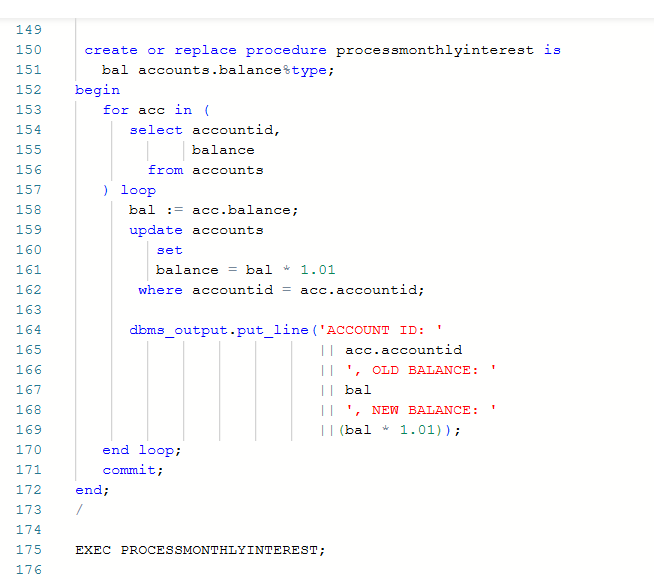 149
150 create or replace procedure processmonthlyinterest is
151 bal accounts.balance%type;
152 begin
153 for acc in (
154 select accountid,
155 balance
156 from accounts
157 ) loop
158 bal := acc.balance;
159 update accounts
160 set
161 balance = bal * 1.01
162 where accountid = acc.accountid;
163
164 dbms_output.put_line('ACCOUNT ID: '
165 || acc.accountid
166 || ', OLD BALANCE: '
167 || bal
168 || ', NEW BALANCE: '
169 ||(bal * 1.01));
170 end loop;
171 commit;
172 end;
173 /
174
175 EXEC PROCESSMONTHLYINTEREST;
176